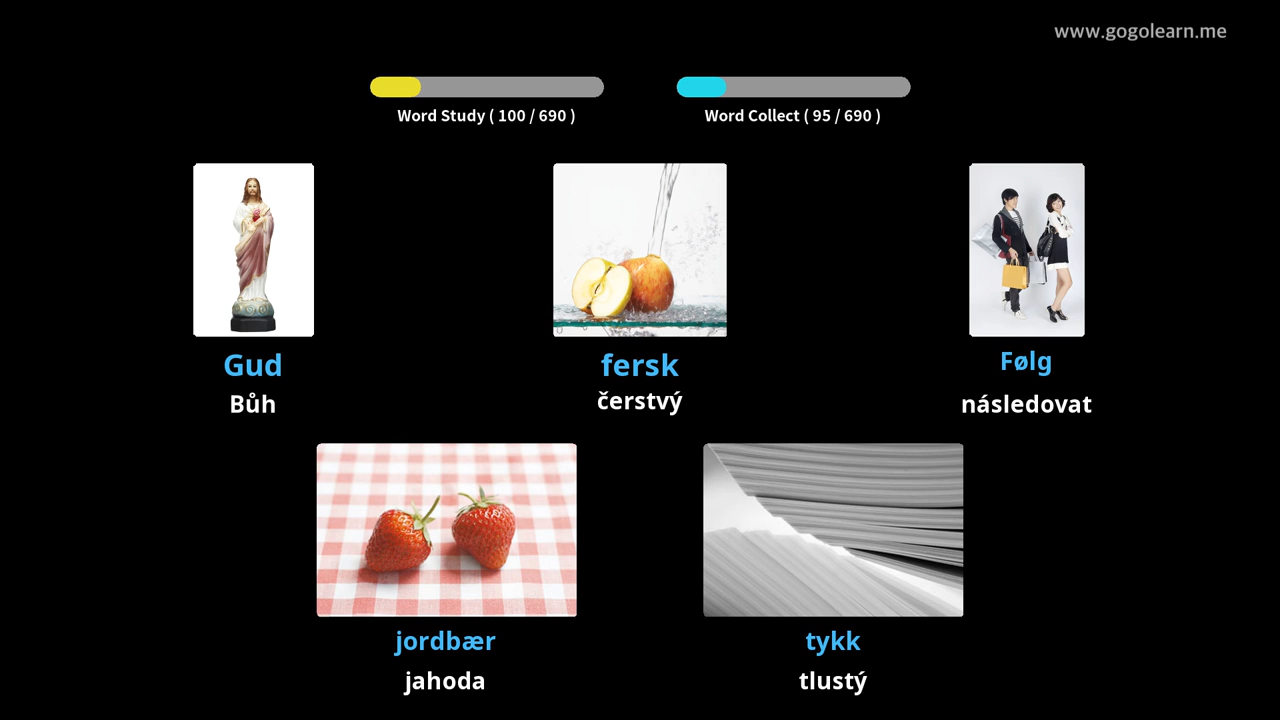 www.gogolearn.me
Word Study ( 100 / 690 )
Word Collect ( 95 / 690 )
Gud
Bůh
fersk
čerstvý
Følg
následovat
jordbær
jahoda
tykk
tlustý